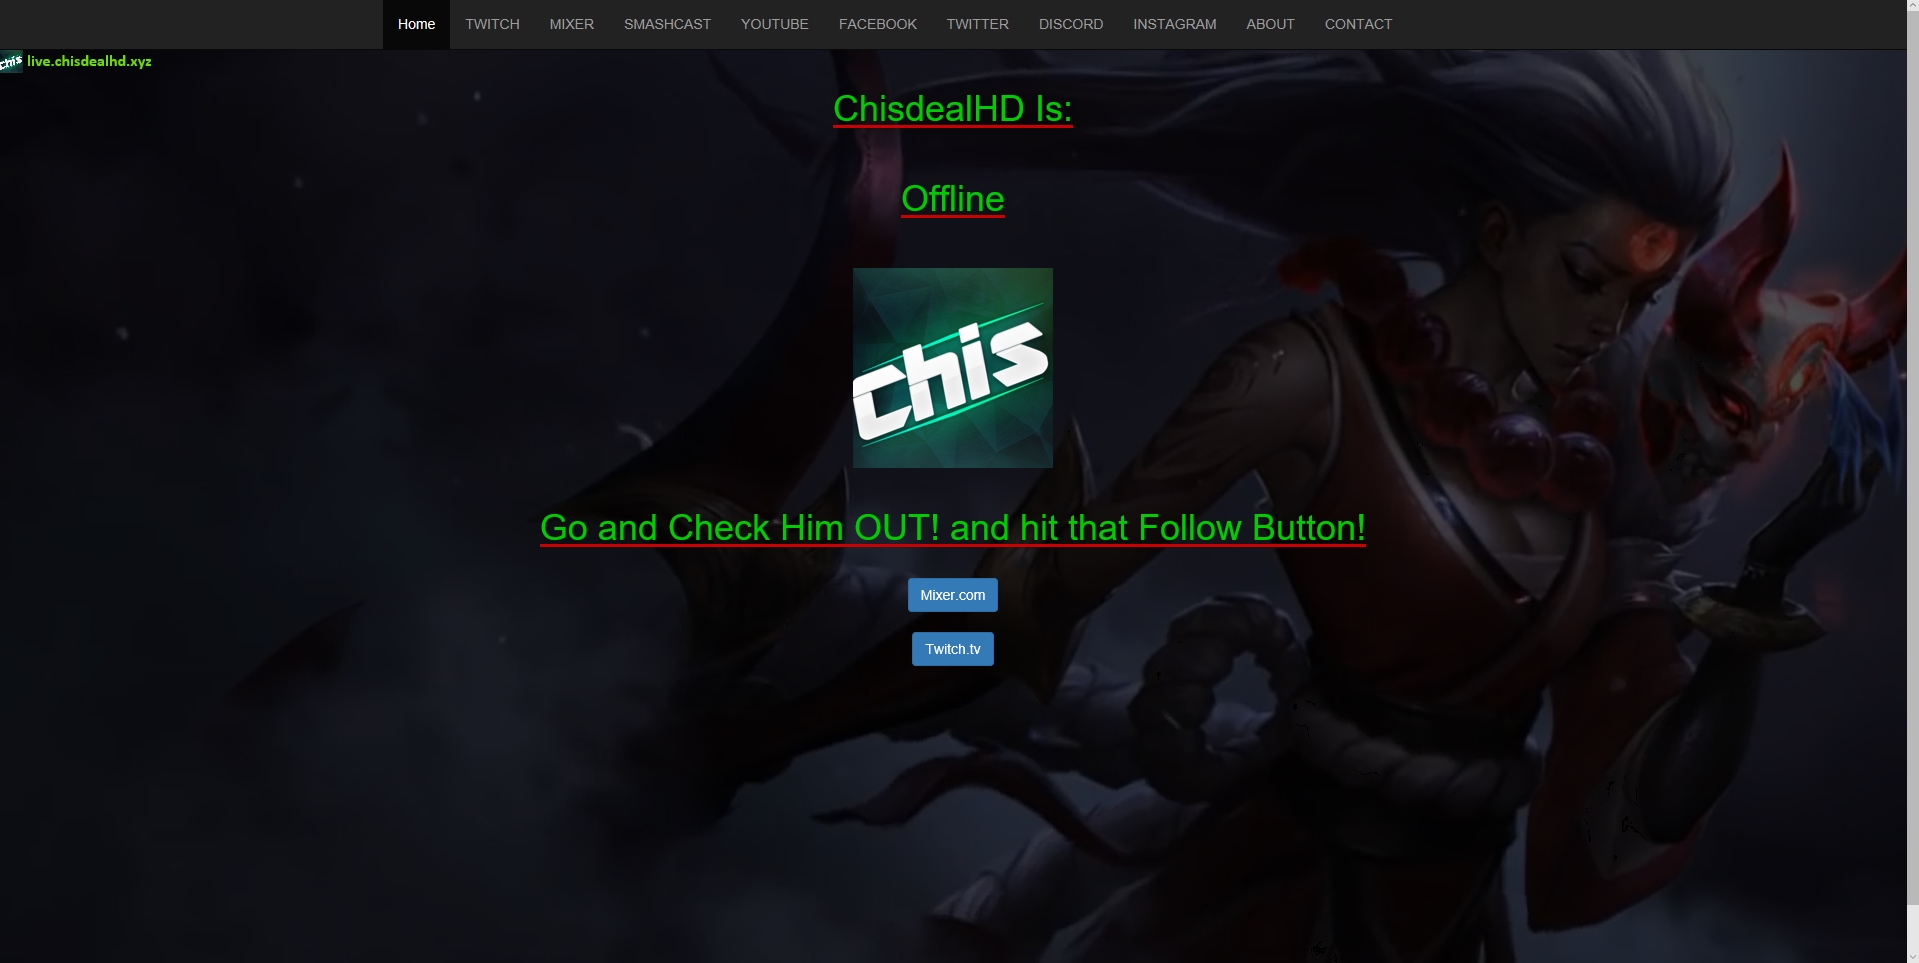 Home TWITCH MIXER SMASHCAST YOUTUBE FACEBOOK TWITTER DISCORD INSTAGRAM ABOUT CONTACT
chis live.chisdealhd.xyz
ChisdealHD Is:
Offline
chis
Go and Check Him OUT! and hit that Follow Button!
Mixer.com
Twitch.tv